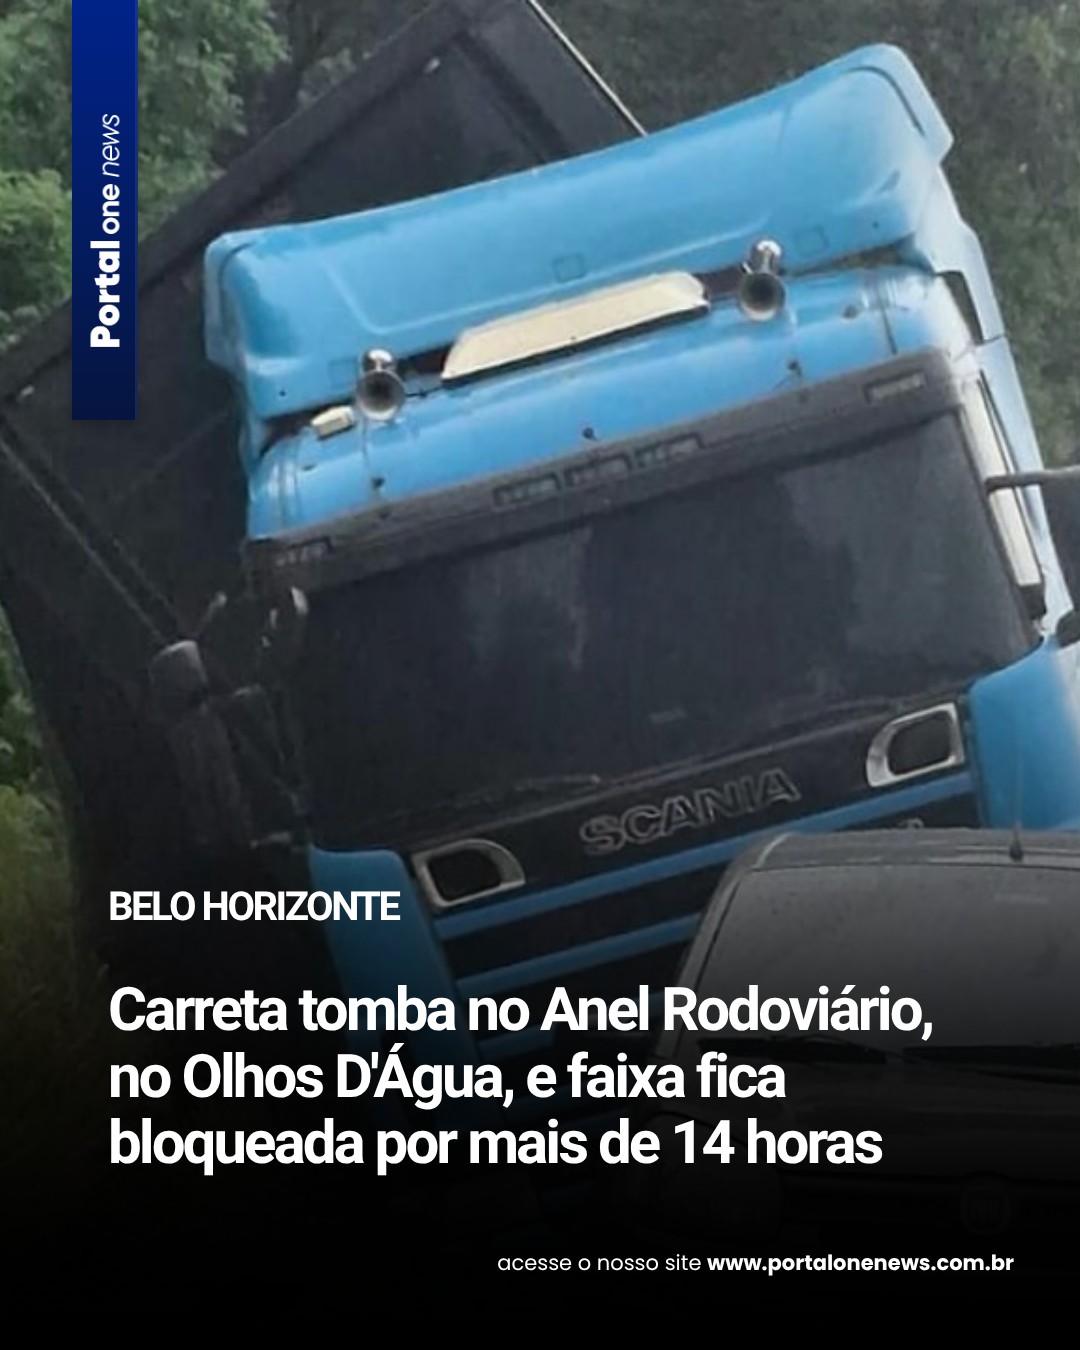 Portal one news
SCANIA
BELO HORIZONTE
Carreta tomba no Anel Rodoviário,
no Olhos D'Água, e faixa fica
bloqueada por mais de 14 horas
acesse o nosso site www.portalonenews.com.br